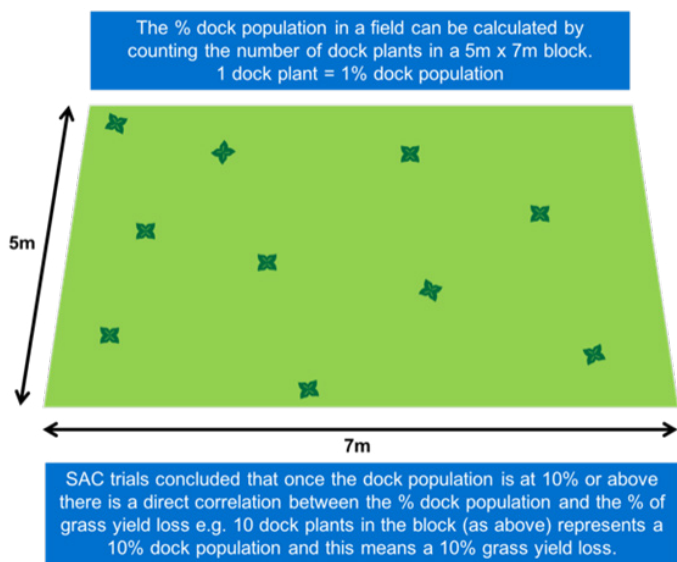 The % dock population in a field can be calculated by
counting the number of dock plants in a 5m x 7m block.
1 dock plant = 1% dock population
5m
7m
SAC trials concluded that once the dock population is at 10% or above
there is a direct correlation between the % dock population and the % of
grass yield loss e.g. 10 dock plants in the block (as above) represents a
10% dock population and this means a 10% grass yield loss.